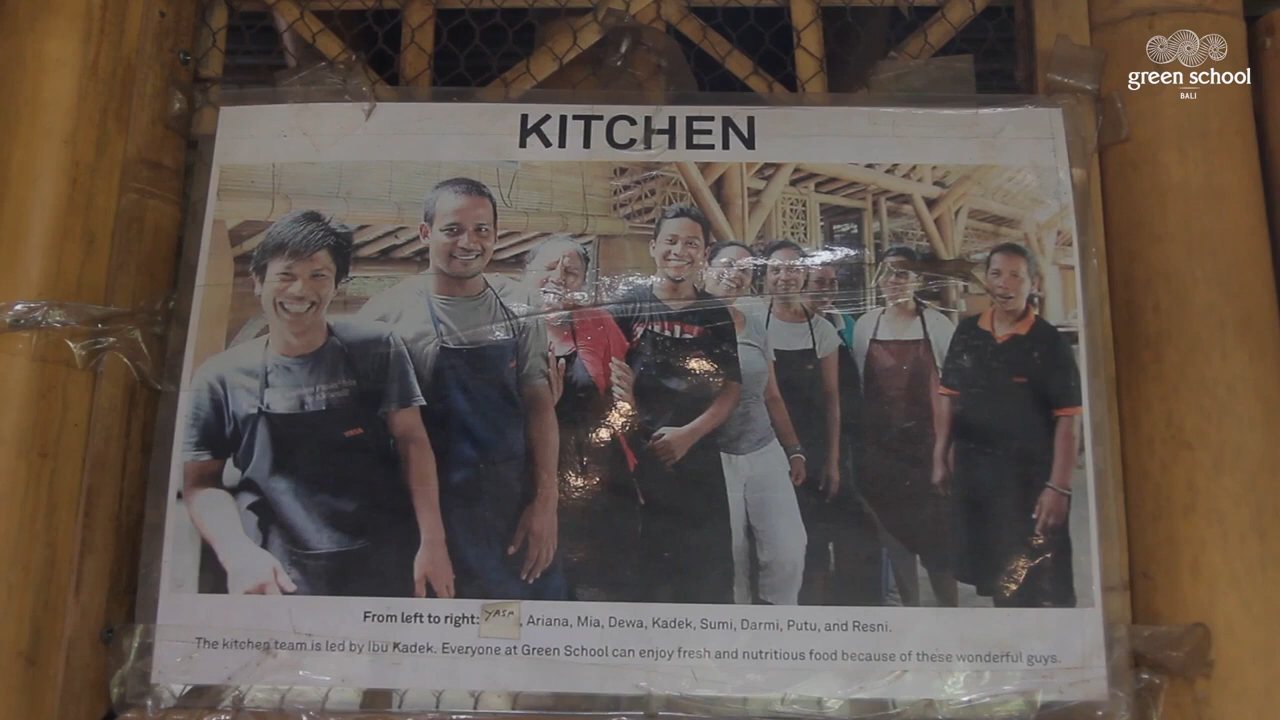 green school
BALI
KITCHEN
From left to right: YASA, Ariana, Mia, Dewa, Kadek, Sumi, Darmi, Putu, and Resni.
The kitchen team is led by Ibu Kadek. Everyone at Green School can enjoy fresh and nutritious food because of these wonderful guys.